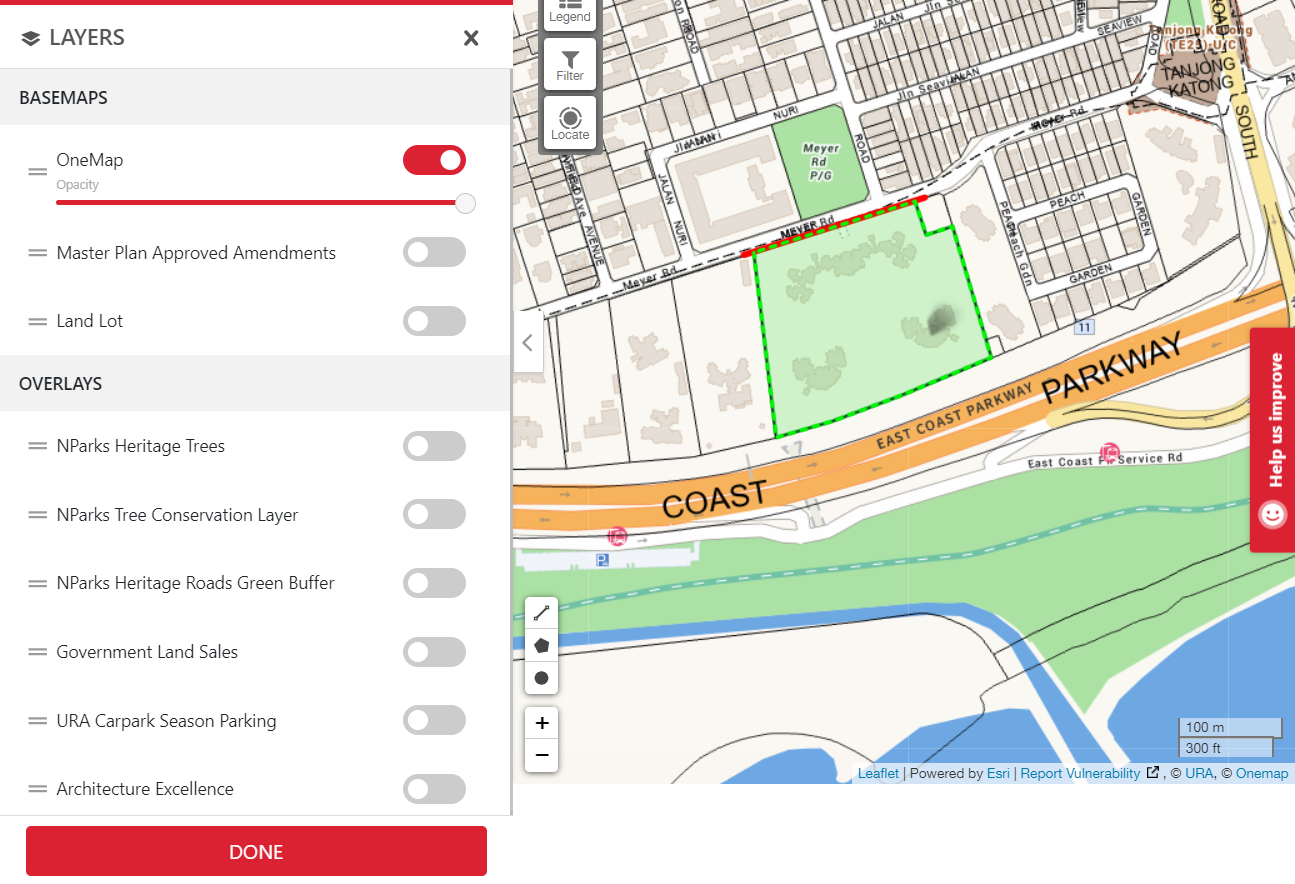 LAYERS
BASEMAPS
OneMap
Opacity
Master Plan Approved Amendments
Land Lot
OVERLAYS
NParks Heritage Trees
NParks Tree Conservation Layer
NParks Heritage Roads Green Buffer
Government Land Sales
URA Carpark Season Parking
Architecture Excellence
DONE
Legend
Filter
Locate
ROAD
JALAN
SEAVIEW
ROAD
ROAD
Tanjong Katong
(TE25)-U/C
TANJONG
KATONG
SOUTH
Jln Seaview
JALAN
NURI
ROAD
Meyer
Rd
P/G
JALAN
NURI
AVENUE
MEYER Rd
Meyer Rd
PEACH
GARDEN
PEACH
Peach Gdn
GARDEN
11
PARKWAY
EAST COAST PARKWAY
COAST
East Coast Pk Service Rd
P
Help us improve
+
−
100 m
300 ft
Leaflet | Powered by Esri | Report Vulnerability , © URA, © Onemap